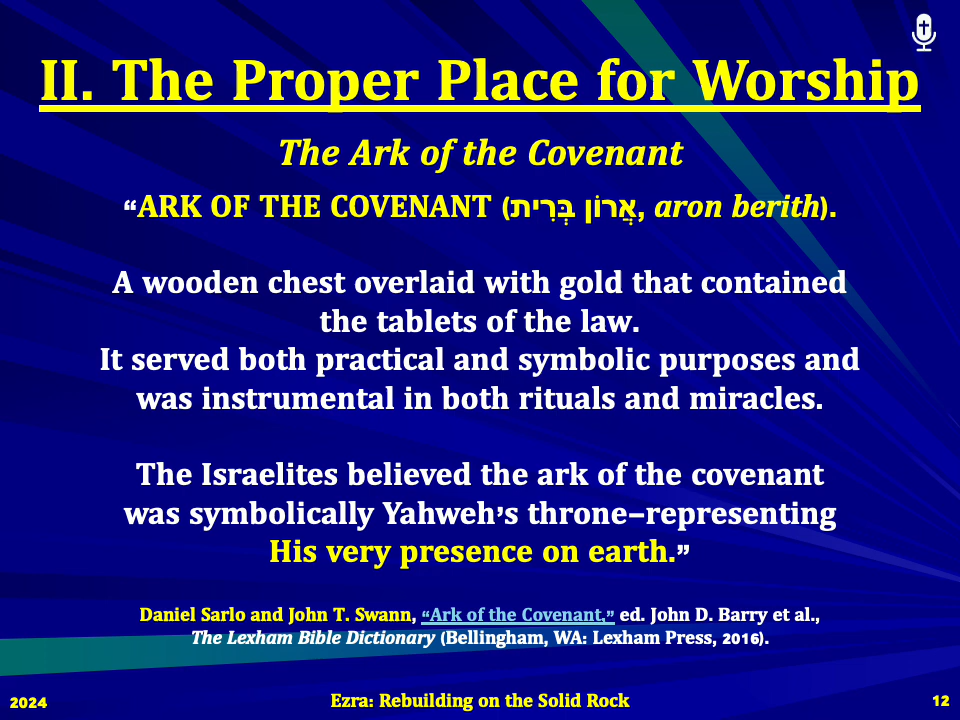 II. The Proper Place for Worship
The Ark of the Covenant
“ARK OF THE COVENANT (אֲרוֹן בְּרִית, aron berith).
A wooden chest overlaid with gold that contained
the tablets of the law.
It served both practical and symbolic purposes and
was instrumental in both rituals and miracles.
The Israelites believed the ark of the covenant
was symbolically Yahweh’s throne–representing
His very presence on earth.”
Daniel Sarlo and John T. Swann, “Ark of the Covenant,” ed. John D. Barry et al.,
The Lexham Bible Dictionary (Bellingham, WA: Lexham Press, 2016).
2024 Ezra: Rebuilding on the Solid Rock 12